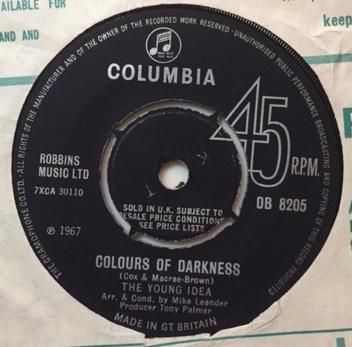 AILABLE FOR
AND AND
keep
THE GRAMOPHONE CO. LTD. ALL RIGHTS OF THE MANUFACTURER AND OF THE OWNER OF THE RECORDED WORK RESERVED UNAUTHORISED PUBLIC PERFORMANCE BROADCASTING AND COPYING OF THIS RECORD PROHIBITED
COLUMBIA
45
R.P.M.
ROBBINS
MUSIC LTD
7XCA 30110
DB 8205
SOLD IN U.K. SUBJECT TO
RESALE PRICE CONDITIONS
SEE PRICE LISTS
℗ 1967
COLOURS OF DARKNESS
(Cox & Macrae-Brown)
THE YOUNG IDEA
Arr. & Cond. by Mike Leander
Producer Tony Palmer
MADE IN GT. BRITAIN